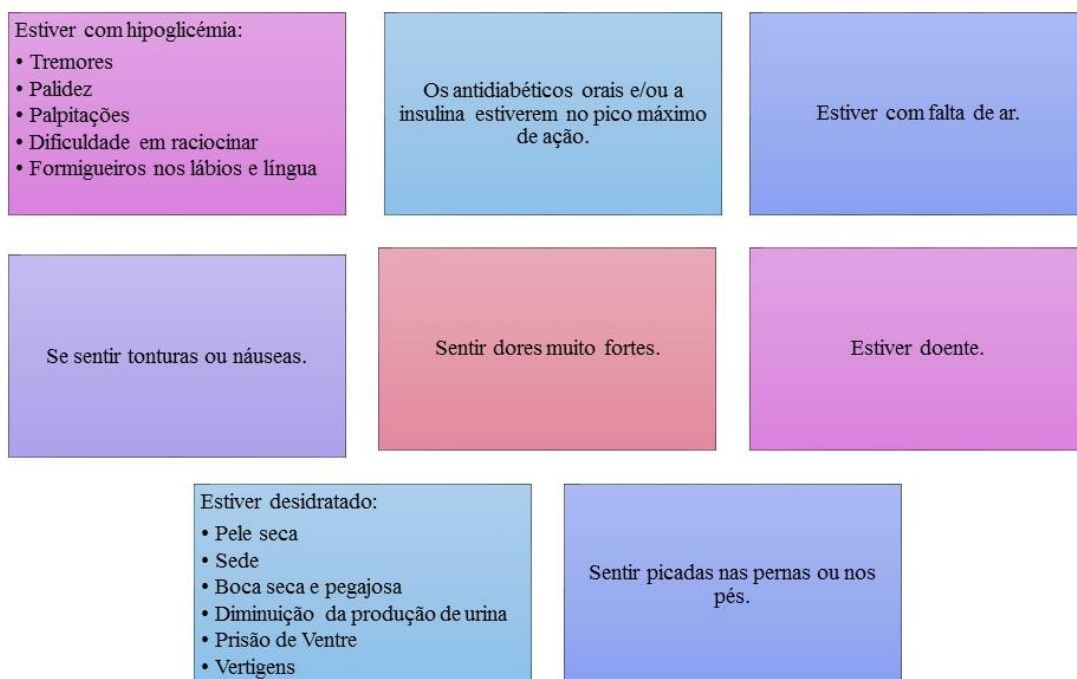 Estiver com hipoglicémia:
• Tremores
• Palidez
• Palpitações
• Dificuldade em raciocinar
• Formigueiros nos lábios e língua
Os antidiabéticos orais e/ou a
insulina estiverem no pico máximo
de ação.
Estiver com falta de ar.
Se sentir tonturas ou náuseas.
Sentir dores muito fortes.
Estiver doente.
Estiver desidratado:
• Pele seca
• Sede
• Boca seca e pegajosa
• Diminuição da produção de urina
• Prisão de Ventre
• Vertigens
Sentir picadas nas pernas ou nos
pés.